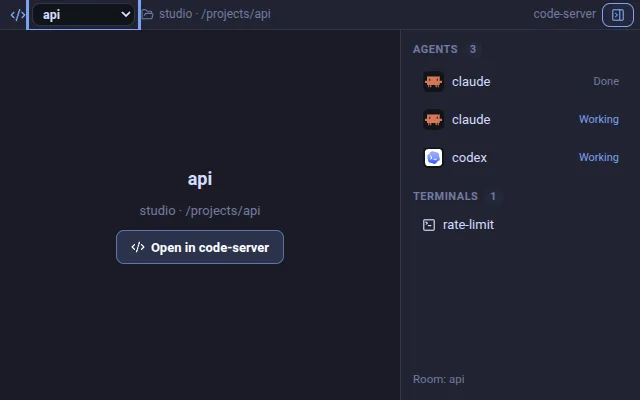 api
studio · /projects/api
code-server
AGENTS 3
claude Done
claude Working
codex Working
TERMINALS 1
rate-limit
api
studio · /projects/api
Open in code-server
Room: api